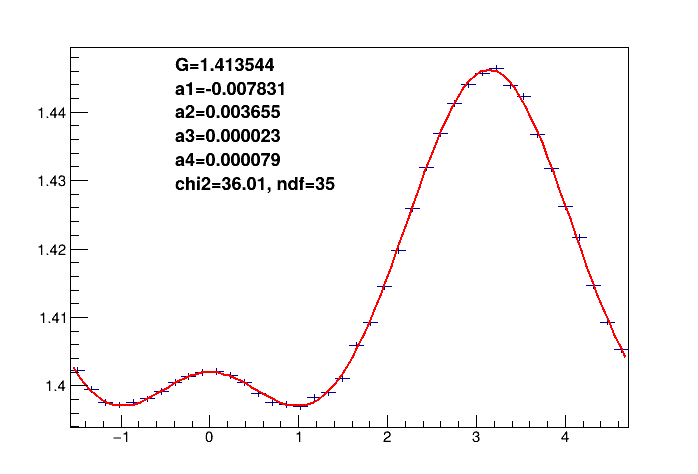 G=1.413544
a1=-0.007831
a2=0.003655
a3=0.000023
a4=0.000079
chi2=36.01, ndf=35
1.44
1.43
1.42
1.41
1.4
−1 0 1 2 3 4